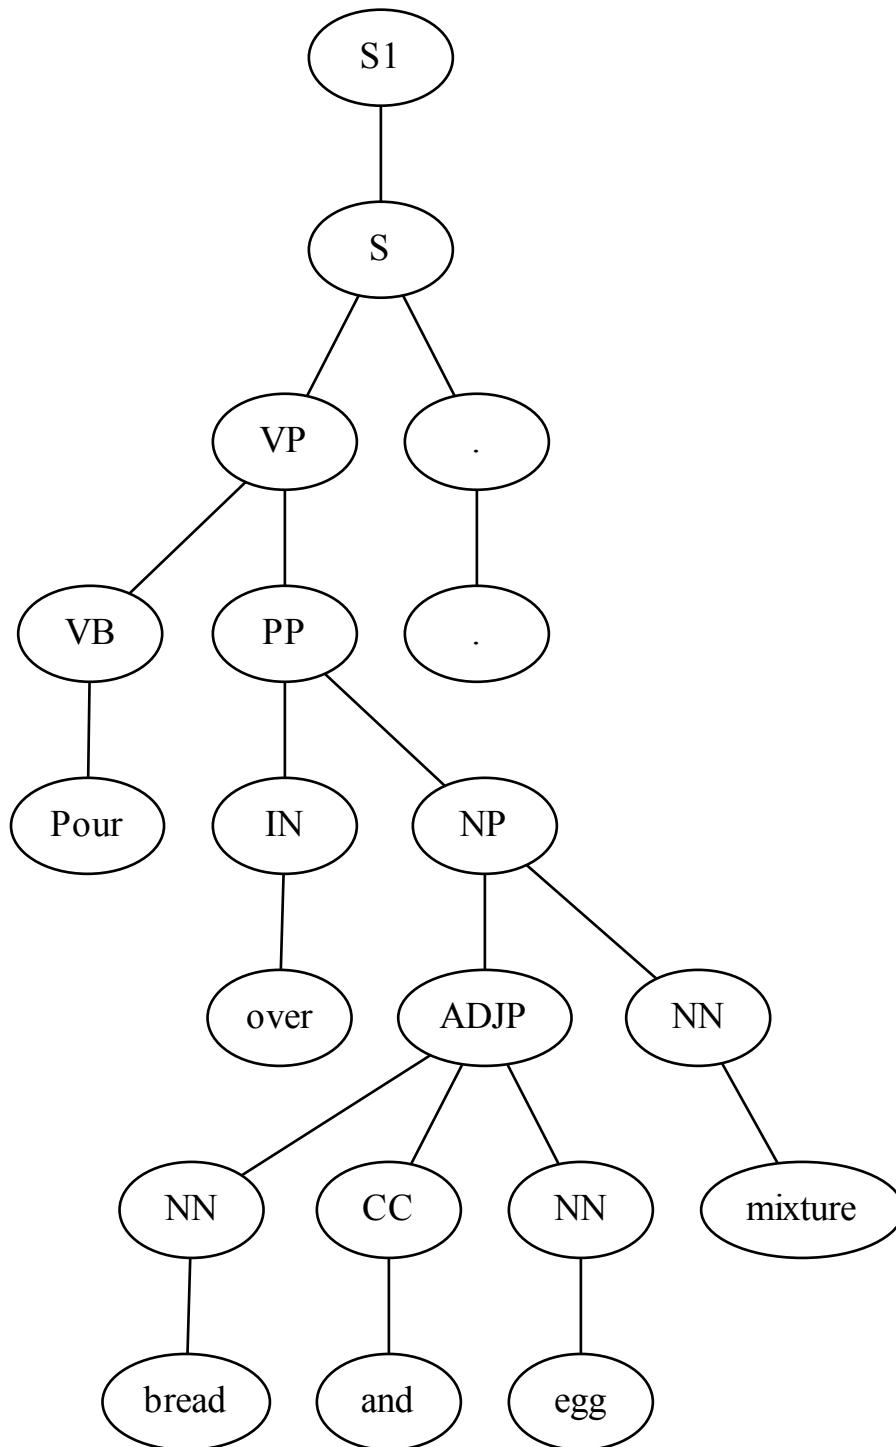 S1
S
VP .
VB PP .
Pour IN NP
over ADJP NN
NN CC NN mixture
bread and egg